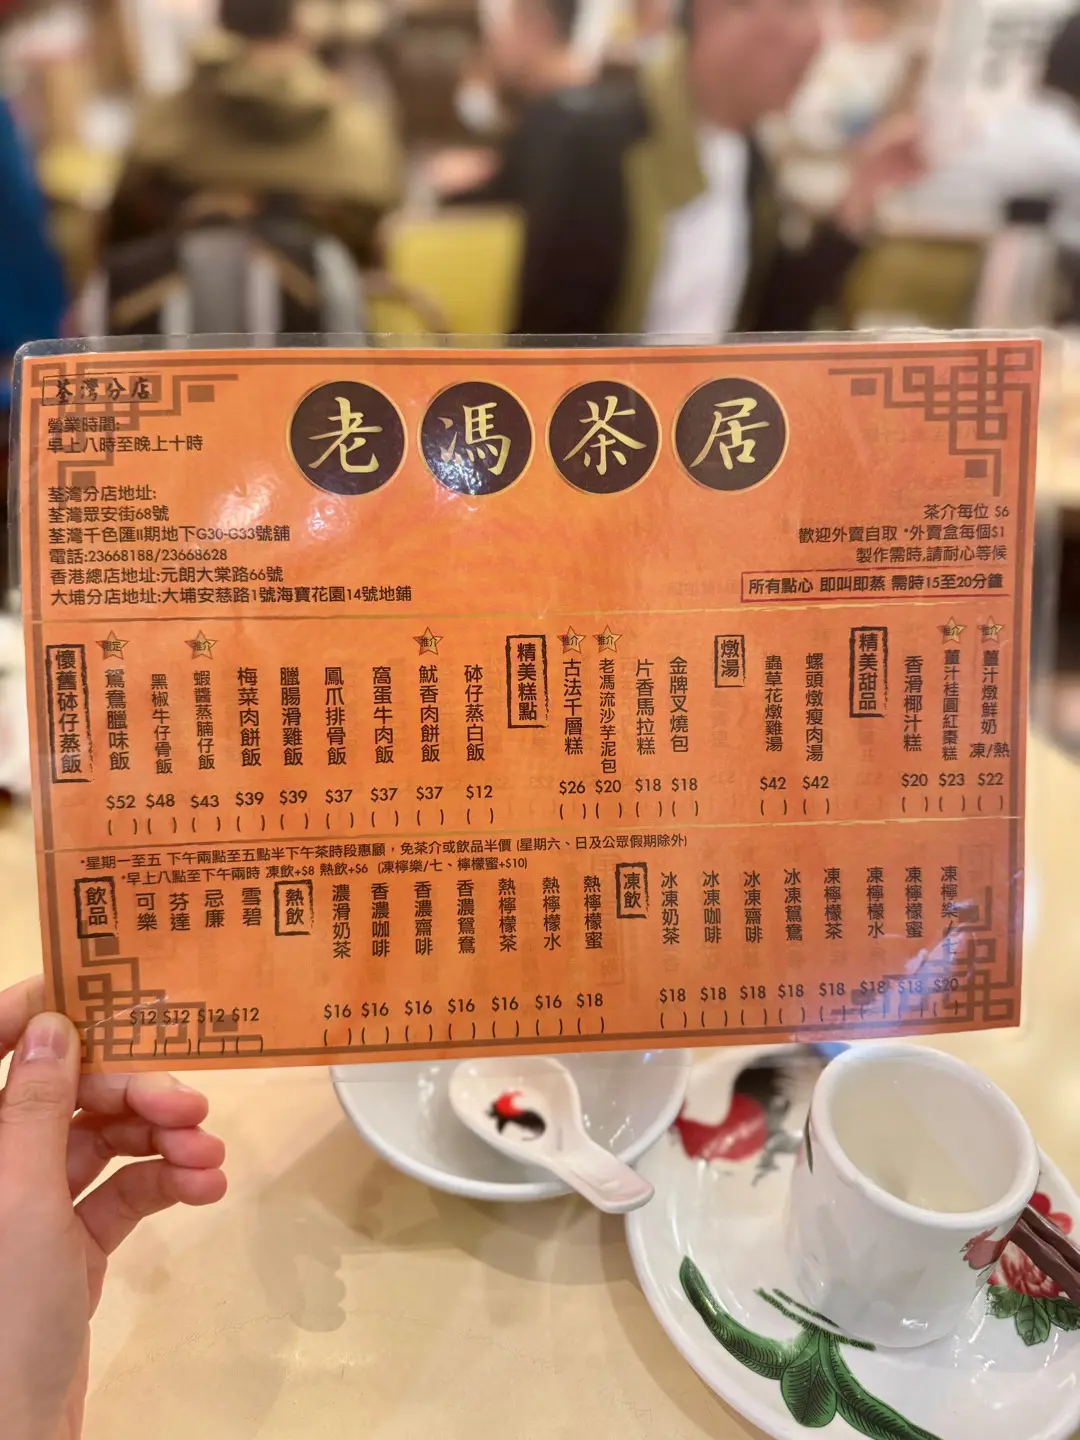 荃灣分店
老馮茶居
營業時間:
早上八時至晚上十時
荃灣分店地址:
荃灣眾安街68號
荃灣千色匯II期地下G30-G33號舖
電話:23668188/23668628
香港總店地址:元朗大棠路66號
大埔分店地址:大埔安慈路1號海寶花園14號地舖
茶介每位 $6
歡迎外賣自取 *外賣盒每個$1
製作需時,請耐心等候
所有點心 即叫即蒸 需時15至20分鐘
懷舊砵仔蒸飯
鴛鴦臘味飯 $52 ( )
黑椒牛仔骨飯 $48 ( )
推介
蝦醬蒸腩仔飯 $43 ( )
梅菜肉餅飯 $39 ( )
臘腸滑雞飯 $39 ( )
鳳爪排骨飯 $37 ( )
窩蛋牛肉飯 $37 ( )
推介
魷香肉餅飯 $37 ( )
砵仔蒸白飯 $12 ( )
精美糕點
推介
古法千層糕 $26 ( )
推介
老馮流沙芋泥包 $20 ( )
片香馬拉糕 $18 ( )
金牌叉燒包 $18 ( )
燉湯
蟲草花燉雞湯 $42 ( )
螺頭燉瘦肉湯 $42 ( )
精美甜品
香滑椰汁糕 $20 ( )
推介
薑汁桂圓紅棗糕 $23 ( )
推介
薑汁燉鮮奶 凍/熱 $22 ( )
*星期一至五 下午兩點至五點半下午茶時段惠顧，免茶介或飲品半價 (星期六、日及公眾假期除外)
*早上八點至下午兩時 凍飲+$8 熱飲+$6 (凍檸樂/七、檸檬蜜+$10)
飲品
可樂 $12 ( )
芬達 $12 ( )
忌廉 $12 ( )
雪碧 $12 ( )
熱飲
濃滑奶茶 $16 ( )
香濃咖啡 $16 ( )
香濃齋啡 $16 ( )
香濃鴛鴦 $16 ( )
熱檸檬茶 $16 ( )
熱檸檬水 $16 ( )
熱檸檬蜜 $18 ( )
凍飲
冰凍奶茶 $18 ( )
冰凍咖啡 $18 ( )
冰凍齋啡 $18 ( )
冰凍鴛鴦 $18 ( )
凍檸檬茶 $18 ( )
凍檸檬水 $18 ( )
凍檸檬蜜 $18 ( )
凍檸樂/七 $20 ( )